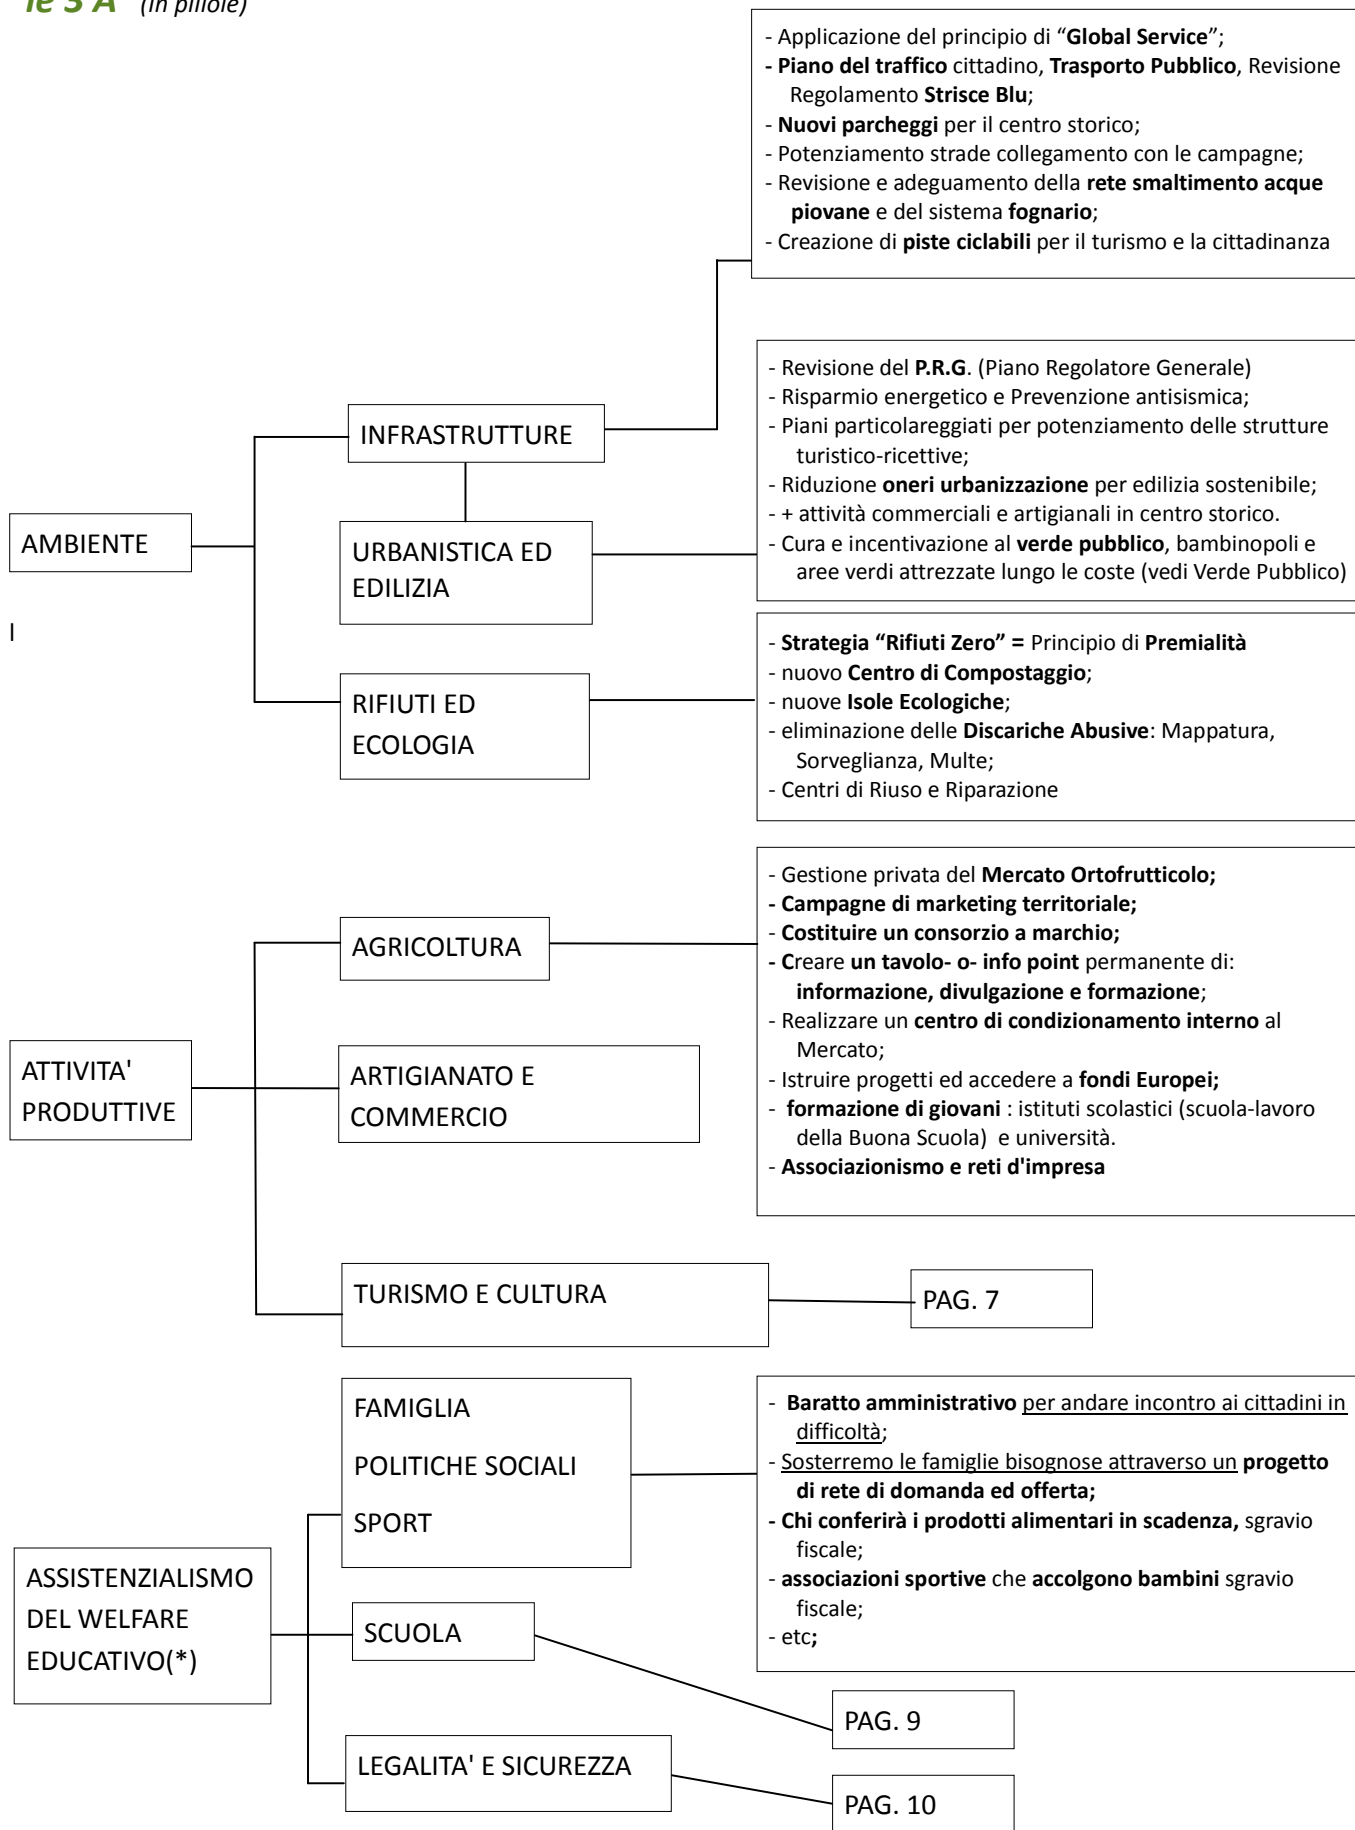 le 3 A (in pillole)
- Applicazione del principio di “Global Service”;
- Piano del traffico cittadino, Trasporto Pubblico, Revisione
Regolamento Strisce Blu;
- Nuovi parcheggi per il centro storico;
- Potenziamento strade collegamento con le campagne;
- Revisione e adeguamento della rete smaltimento acque
piovane e del sistema fognario;
- Creazione di piste ciclabili per il turismo e la cittadinanza
INFRASTRUTTURE
- Revisione del P.R.G. (Piano Regolatore Generale)
- Risparmio energetico e Prevenzione antisismica;
- Piani particolareggiati per potenziamento delle strutture
turistico-ricettive;
- Riduzione oneri urbanizzazione per edilizia sostenibile;
- + attività commerciali e artigianali in centro storico.
- Cura e incentivazione al verde pubblico, bambinopoli e
aree verdi attrezzate lungo le coste (vedi Verde Pubblico)
AMBIENTE
URBANISTICA ED
EDILIZIA
I
RIFIUTI ED
ECOLOGIA
- Strategia “Rifiuti Zero” = Principio di Premialità
- nuovo Centro di Compostaggio;
- nuove Isole Ecologiche;
- eliminazione delle Discariche Abusive: Mappatura,
Sorveglianza, Multe;
- Centri di Riuso e Riparazione
AGRICOLTURA
- Gestione privata del Mercato Ortofrutticolo;
- Campagne di marketing territoriale;
- Costituire un consorzio a marchio;
- Creare un tavolo- o- info point permanente di:
informazione, divulgazione e formazione;
- Realizzare un centro di condizionamento interno al
Mercato;
- Istruire progetti ed accedere a fondi Europei;
- formazione di giovani : istituti scolastici (scuola-lavoro
della Buona Scuola) e università.
- Associazionismo e reti d'impresa
ATTIVITA'
PRODUTTIVE
ARTIGIANATO E
COMMERCIO
TURISMO E CULTURA
PAG. 7
FAMIGLIA
POLITICHE SOCIALI
SPORT
- Baratto amministrativo per andare incontro ai cittadini in
difficoltà;
- Sosterremo le famiglie bisognose attraverso un progetto
di rete di domanda ed offerta;
- Chi conferirà i prodotti alimentari in scadenza, sgravio
fiscale;
- associazioni sportive che accolgono bambini sgravio
fiscale;
- etc;
ASSISTENZIALISMO
DEL WELFARE
EDUCATIVO(*)
SCUOLA
PAG. 9
LEGALITA' E SICUREZZA
PAG. 10